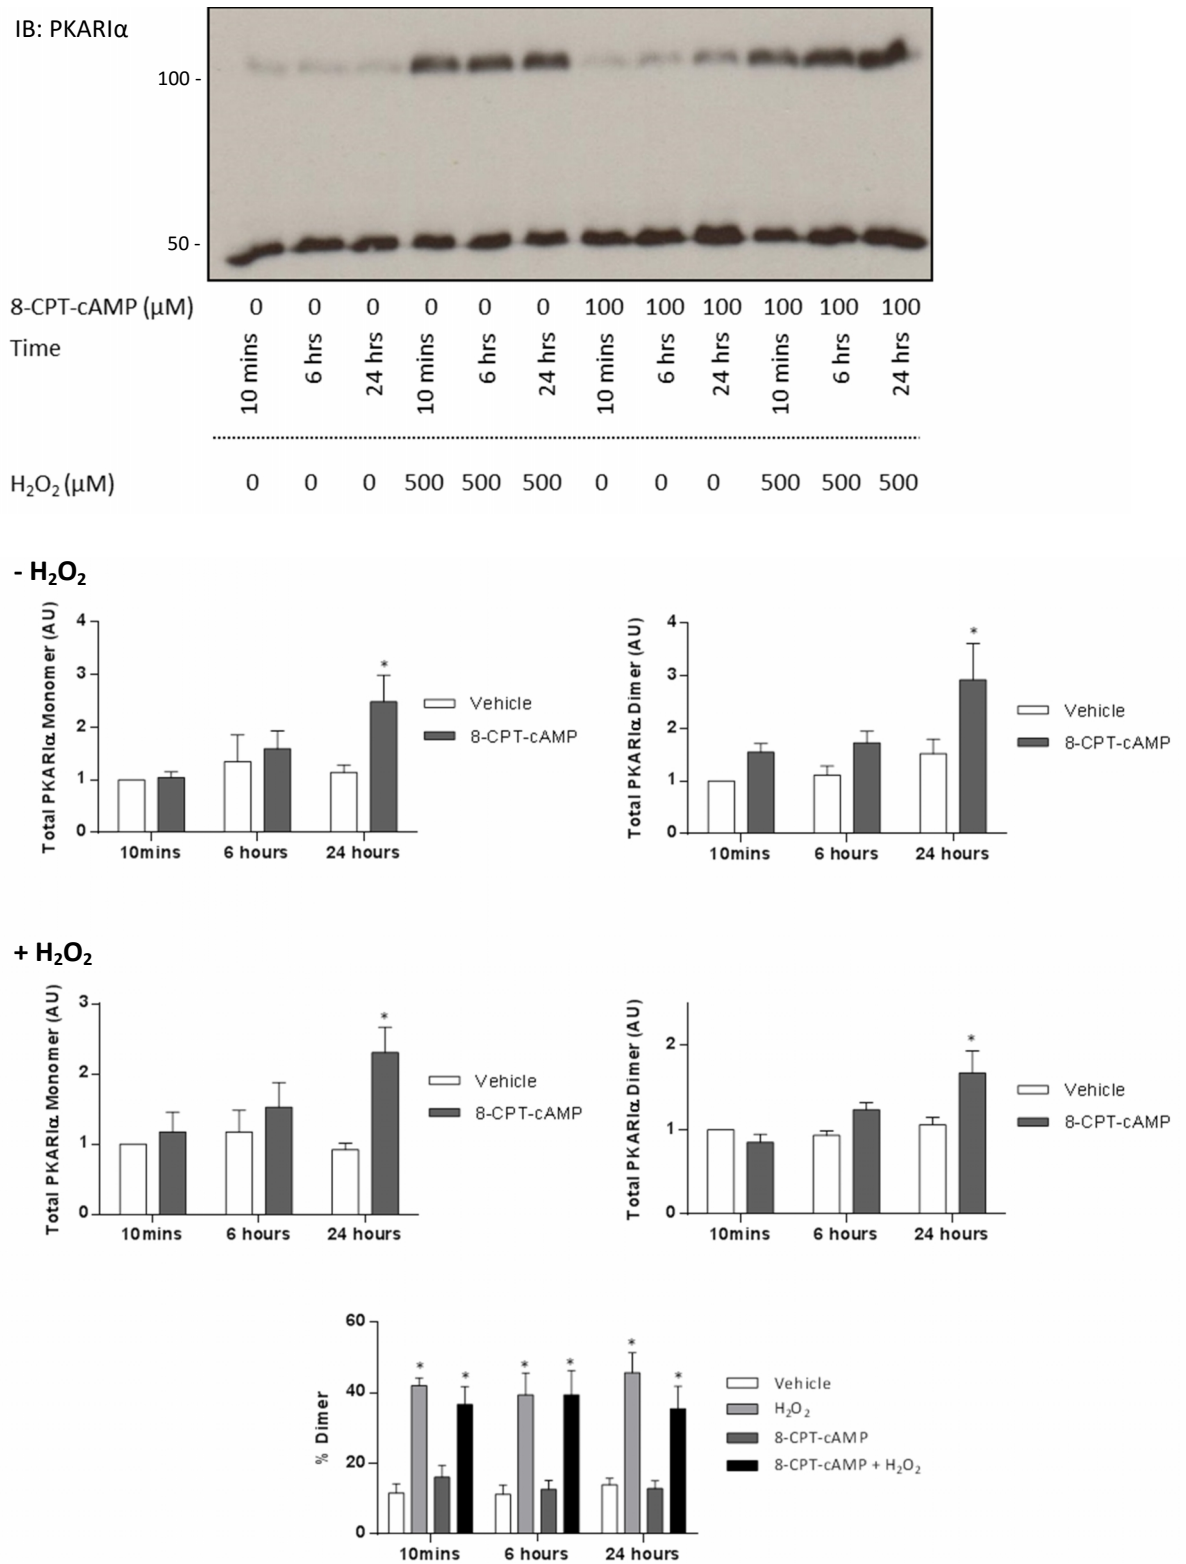 IB: PKARIα
100 -
50 -
8-CPT-cAMP (µM) 0 0 0 0 0 0 100 100 100 100 100 100
Time 10 mins 6 hrs 24 hrs 10 mins 6 hrs 24 hrs 10 mins 6 hrs 24 hrs 10 mins 6 hrs 24 hrs
H₂O₂ (µM) 0 0 0 500 500 500 0 0 0 500 500 500
- H₂O₂
Total PKARIα Monomer (AU)
4
3
2
1
0
*
10mins 6 hours 24 hours
Vehicle
8-CPT-cAMP
Total PKARIα Dimer (AU)
4
3
2
1
0
*
10mins 6 hours 24 hours
Vehicle
8-CPT-cAMP
+ H₂O₂
Total PKARIα Monomer (AU)
3
2
1
0
*
10mins 6 hours 24 hours
Vehicle
8-CPT-cAMP
Total PKARIα Dimer (AU)
2
1
0
*
10mins 6 hours 24 hours
Vehicle
8-CPT-cAMP
% Dimer
60
40
20
0
* * * * * *
10mins 6 hours 24 hours
Vehicle
H₂O₂
8-CPT-cAMP
8-CPT-cAMP + H₂O₂